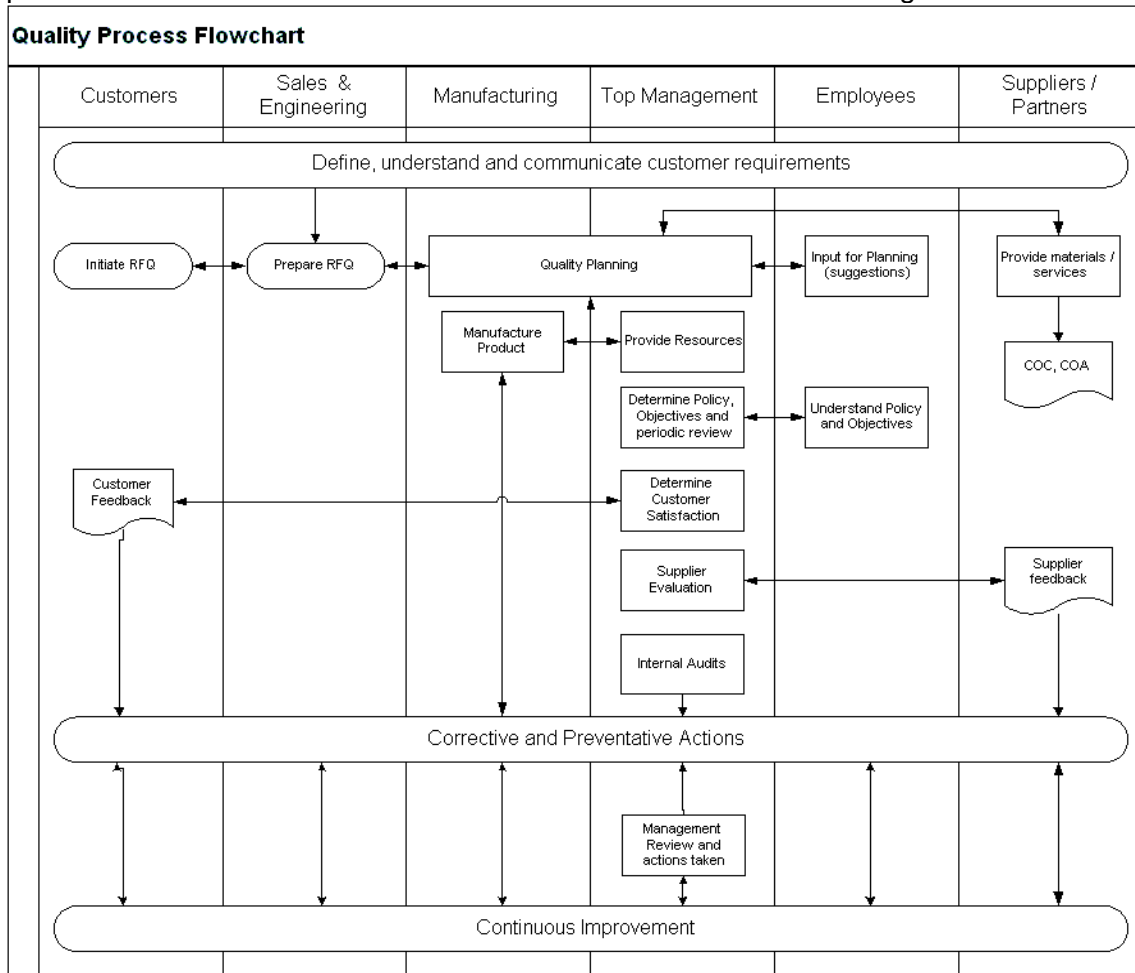 Quality Process Flowchart
Customers
Sales &
Engineering
Manufacturing
Top Management
Employees
Suppliers /
Partners
Define, understand and communicate customer requirements
Initiate RFQ
Prepare RFQ
Quality Planning
Input for Planning
(suggestions)
Provide materials /
services
Manufacture
Product
Provide Resources
COC, COA
Determine Policy,
Objectives and
periodic review
Understand Policy
and Objectives
Customer
Feedback
Determine
Customer
Satisfaction
Supplier
Evaluation
Supplier
feedback
Internal Audits
Corrective and Preventative Actions
Management
Review and
actions taken
Continuous Improvement